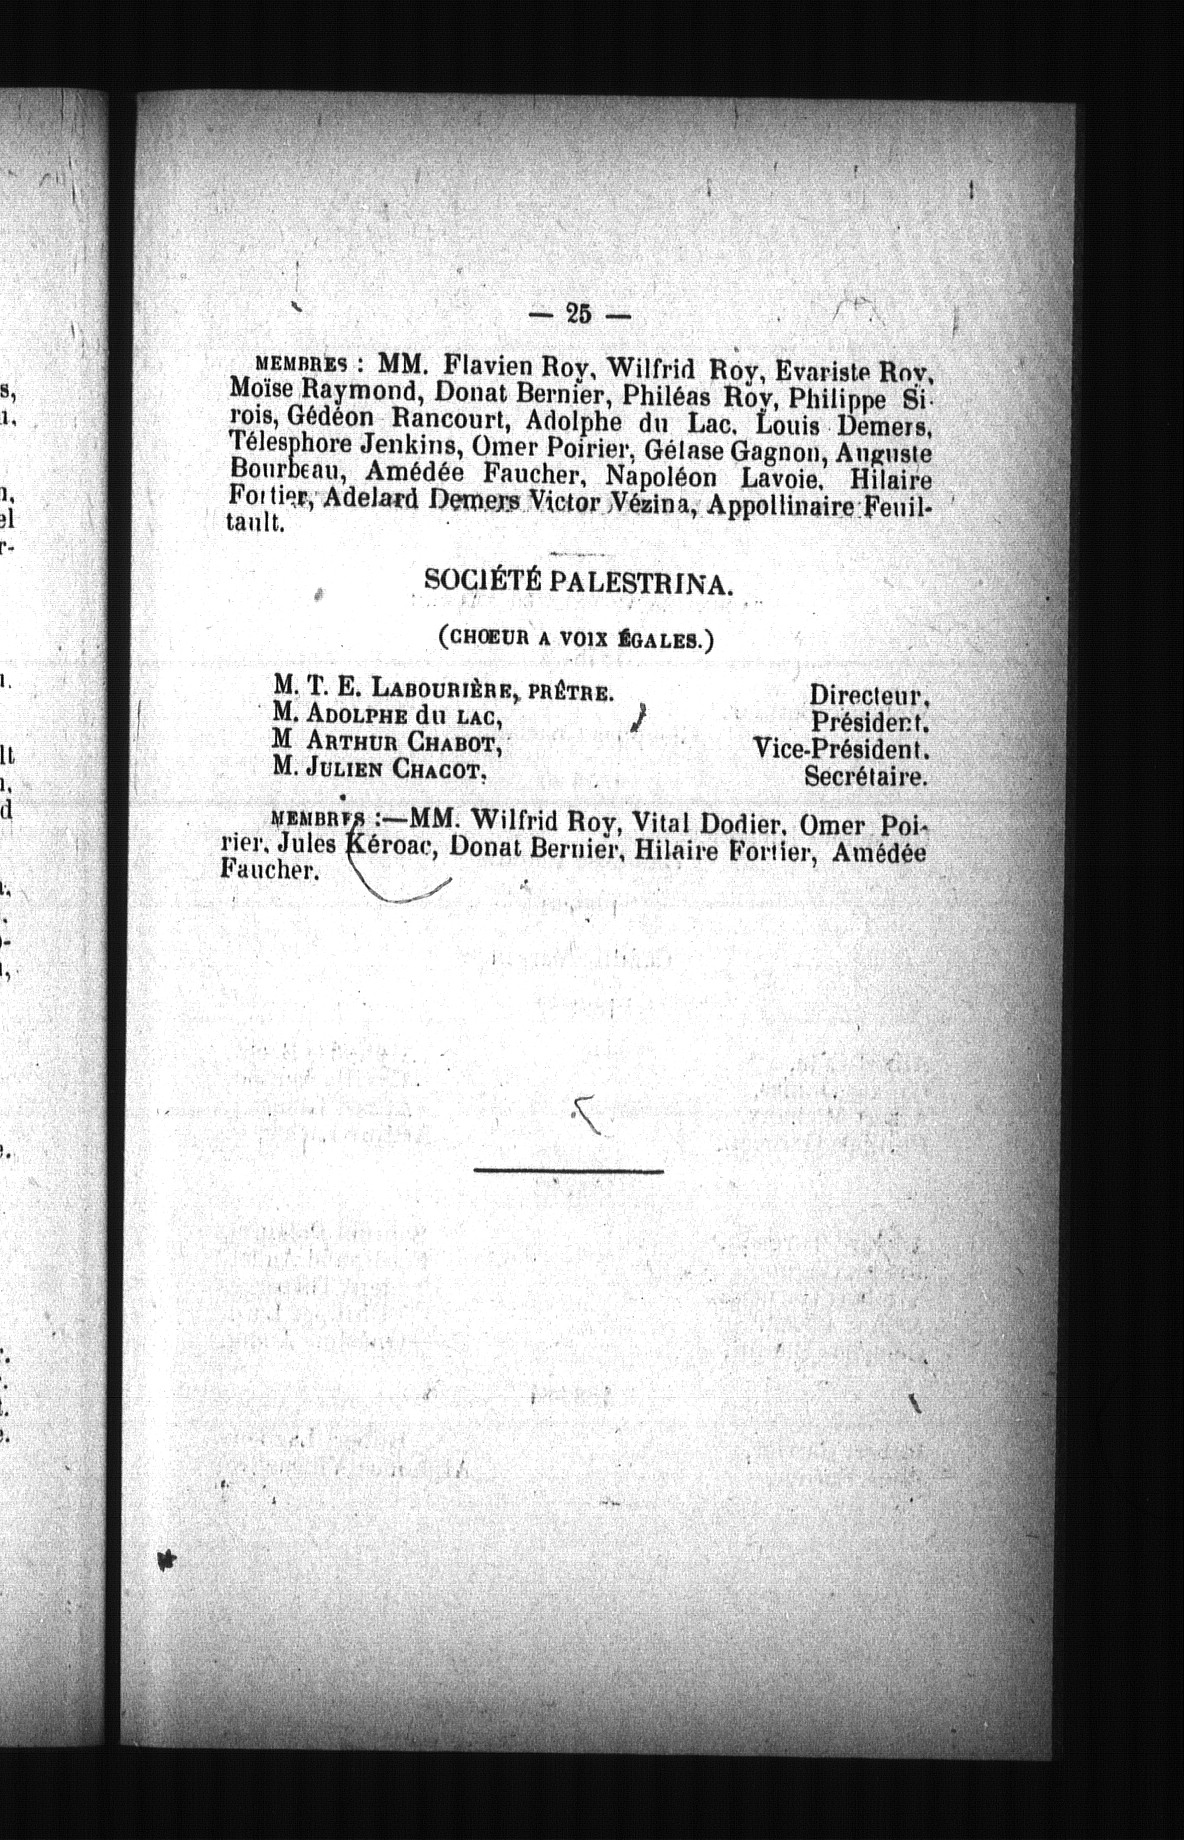 — 25 —
MEMBRES : MM. Flavien Roy, Wilfrid Roy, Evariste Roy,
Moïse Raymond, Donat Bernier, Philéas Roy, Philippe Si-
rois, Gédéon Rancourt, Adolphe du Lac, Louis Demers,
Télesphore Jenkins, Omer Poirier, Gélase Gagnon, Auguste
Bourbeau, Amédée Faucher, Napoléon Lavoie, Hilaire
Fortier, Adelard Demers Victor Vézina, Appollinaire Feuil-
tault.
SOCIÉTÉ PALESTRINA.
(CHŒUR A VOIX ÉGALES.)
M. T. E. LABOURIÈRE, PRÊTRE. Directeur,
M. ADOLPHE du LAC, Président.
M ARTHUR CHABOT, Vice-Président.
M. JULIEN CHACOT, Secrétaire.
MEMBRES :—MM. Wilfrid Roy, Vital Dodier, Omer Poi-
rier, Jules Kéroac, Donat Bernier, Hilaire Fortier, Amédée
Faucher.